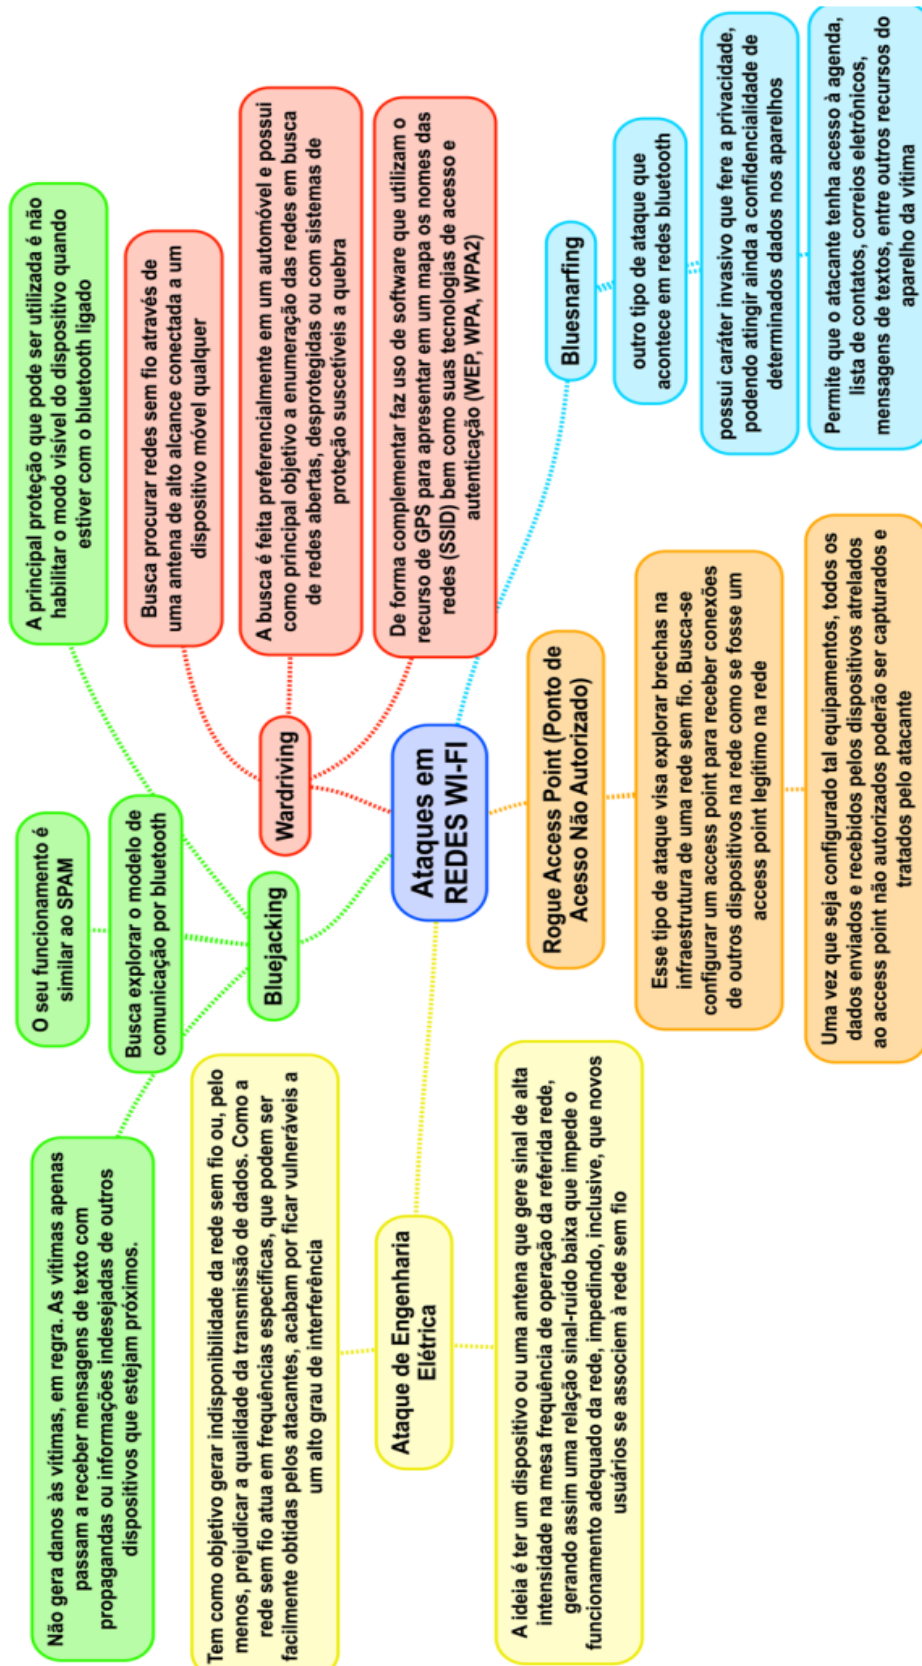 Não gera danos às vítimas, em regra. As vítimas apenas
passam a receber mensagens de texto com
propagandas ou informações indesejadas de outros
dispositivos que estejam próximos.
O seu funcionamento é
similar ao SPAM
Busca explorar o modelo de
comunicação por bluetooth
A principal proteção que pode ser utilizada é não
habilitar o modo visível do dispositivo quando
estiver com o bluetooth ligado
Bluejacking
Busca procurar redes sem fio através de
uma antena de alto alcance conectada a um
dispositivo móvel qualquer
A busca é feita preferencialmente em um automóvel e possui
como principal objetivo a enumeração das redes em busca
de redes abertas, desprotegidas ou com sistemas de
proteção suscetíveis a quebra
De forma complementar faz uso de software que utilizam o
recurso de GPS para apresentar em um mapa os nomes das
redes (SSID) bem como suas tecnologias de acesso e
autenticação (WEP, WPA, WPA2)
Wardriving
Ataques em
REDES WI-FI
Tem como objetivo gerar indisponibilidade da rede sem fio ou, pelo
menos, prejudicar a qualidade da transmissão de dados. Como a
rede sem fio atua em frequências específicas, que podem ser
facilmente obtidas pelos atacantes, acabam por ficar vulneráveis a
um alto grau de interferência
Ataque de Engenharia
Elétrica
A ideia é ter um dispositivo ou uma antena que gere sinal de alta
intensidade na mesa frequência de operação da referida rede,
gerando assim uma relação sinal-ruído baixa que impede o
funcionamento adequado da rede, impedindo, inclusive, que novos
usuários se associem à rede sem fio
Rogue Access Point (Ponto de
Acesso Não Autorizado)
Esse tipo de ataque visa explorar brechas na
infraestrutura de uma rede sem fio. Busca-se
configurar um access point para receber conexões
de outros dispositivos na rede como se fosse um
access point legítimo na rede
Uma vez que seja configurado tal equipamentos, todos os
dados enviados e recebidos pelos dispositivos atrelados
ao access point não autorizados poderão ser capturados e
tratados pelo atacante
Bluesnarfing
outro tipo de ataque que
acontece em redes bluetooth
possui caráter invasivo que fere a privacidade,
podendo atingir ainda a confidencialidade de
determinados dados nos aparelhos
Permite que o atacante tenha acesso à agenda,
lista de contatos, correios eletrônicos,
mensagens de textos, entre outros recursos do
aparelho da vítima